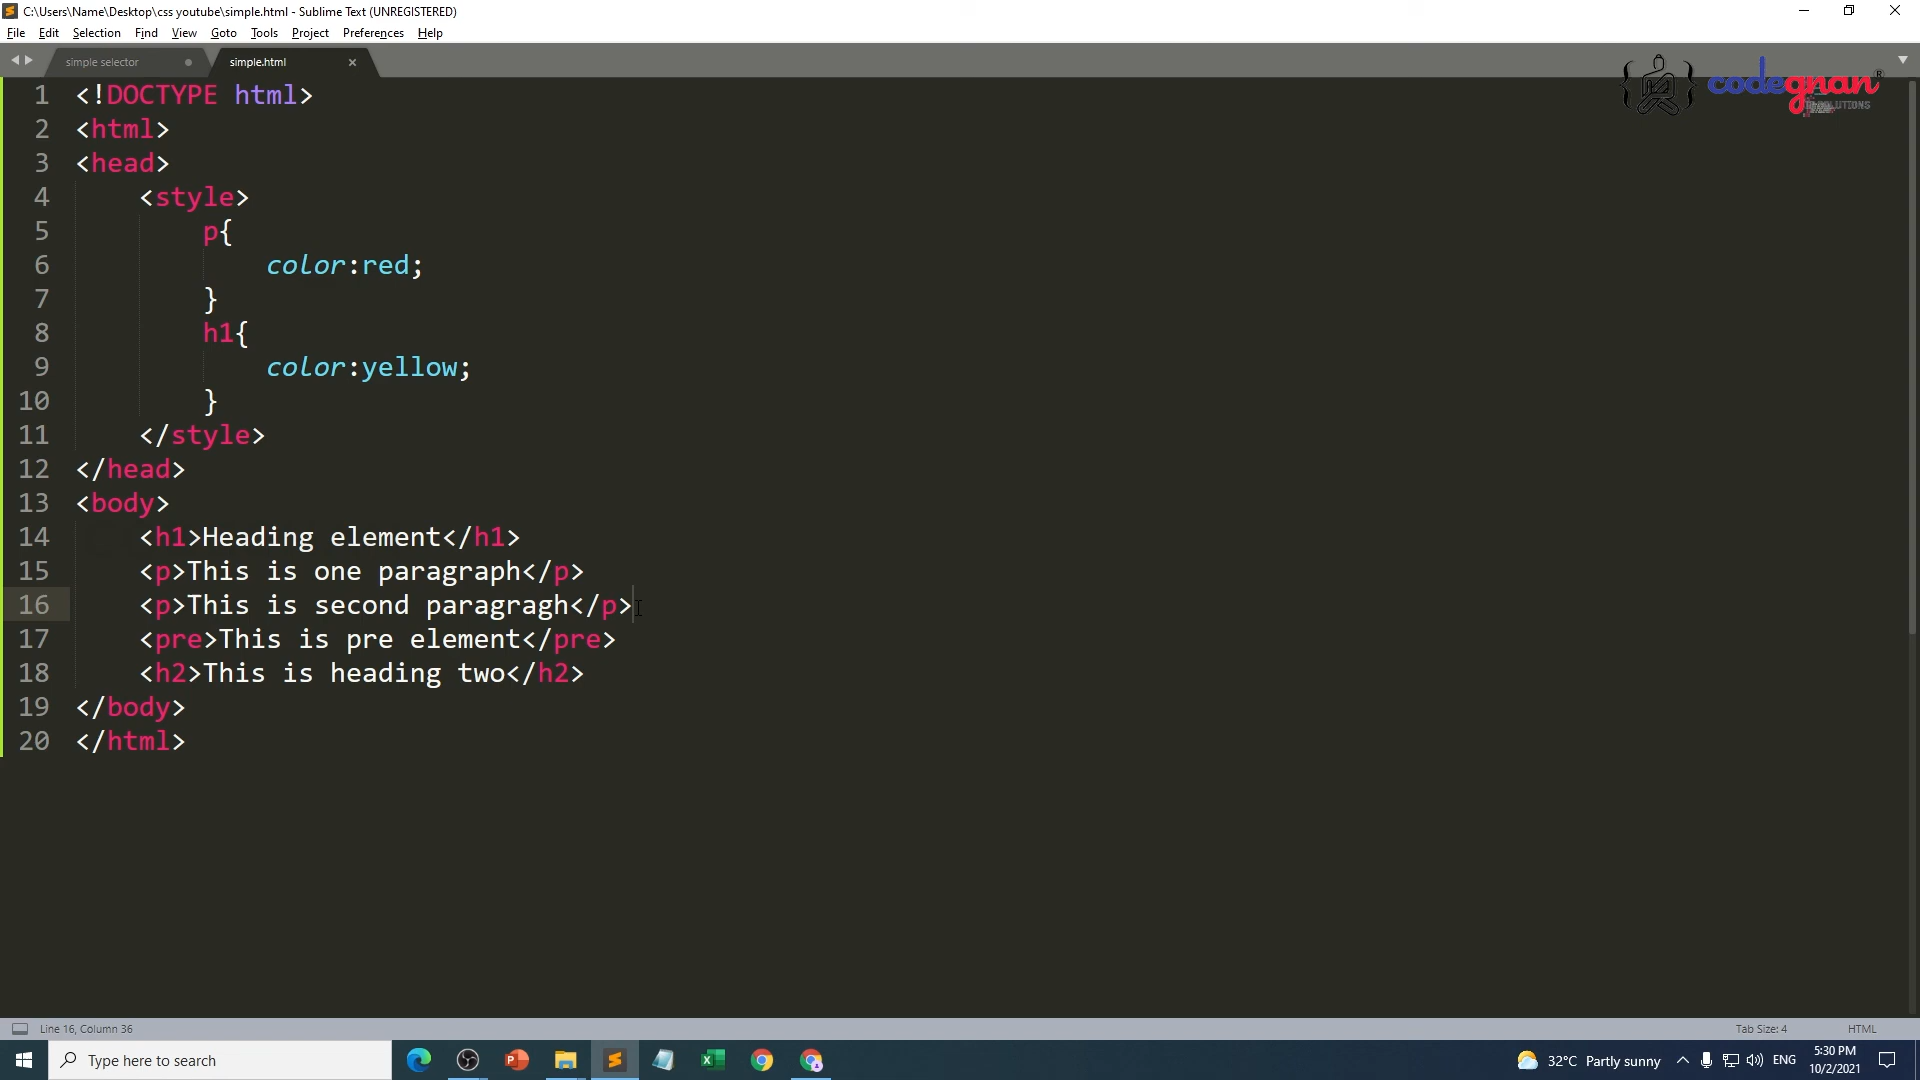 C:\Users\Name\Desktop\css youtube\simple.html - Sublime Text (UNREGISTERED)
File Edit Selection Find View Goto Tools Project Preferences Help
simple selector simple.html
codegnan®
IT SOLUTIONS
1 <!DOCTYPE html>
2 <html>
3 <head>
4 <style>
5 p{
6 color:red;
7 }
8 h1{
9 color:yellow;
10 }
11 </style>
12 </head>
13 <body>
14 <h1>Heading element</h1>
15 <p>This is one paragraph</p>
16 <p>This is second paragragh</p>
17 <pre>This is pre element</pre>
18 <h2>This is heading two</h2>
19 </body>
20 </html>
Line 16, Column 36 Tab Size: 4 HTML
Type here to search
32°C Partly sunny ENG 5:30 PM
10/2/2021